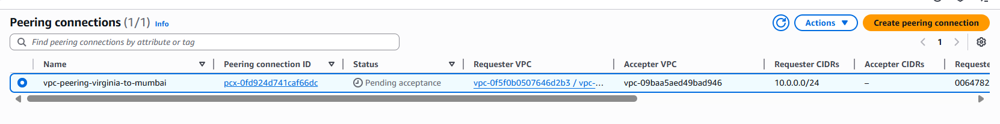 Peering connections (1/1) Info
Actions
Create peering connection
Find peering connections by attribute or tag
1
Name Peering connection ID Status Requester VPC Accepter VPC Requester CIDRs Accepter CIDRs Requeste
vpc-peering-virginia-to-mumbai pcx-0fd924d741caf66dc Pending acceptance vpc-0f5f0b0507646d2b3 / vpc-... vpc-09baa5aed49bad946 10.0.0.0/24 – 0064782